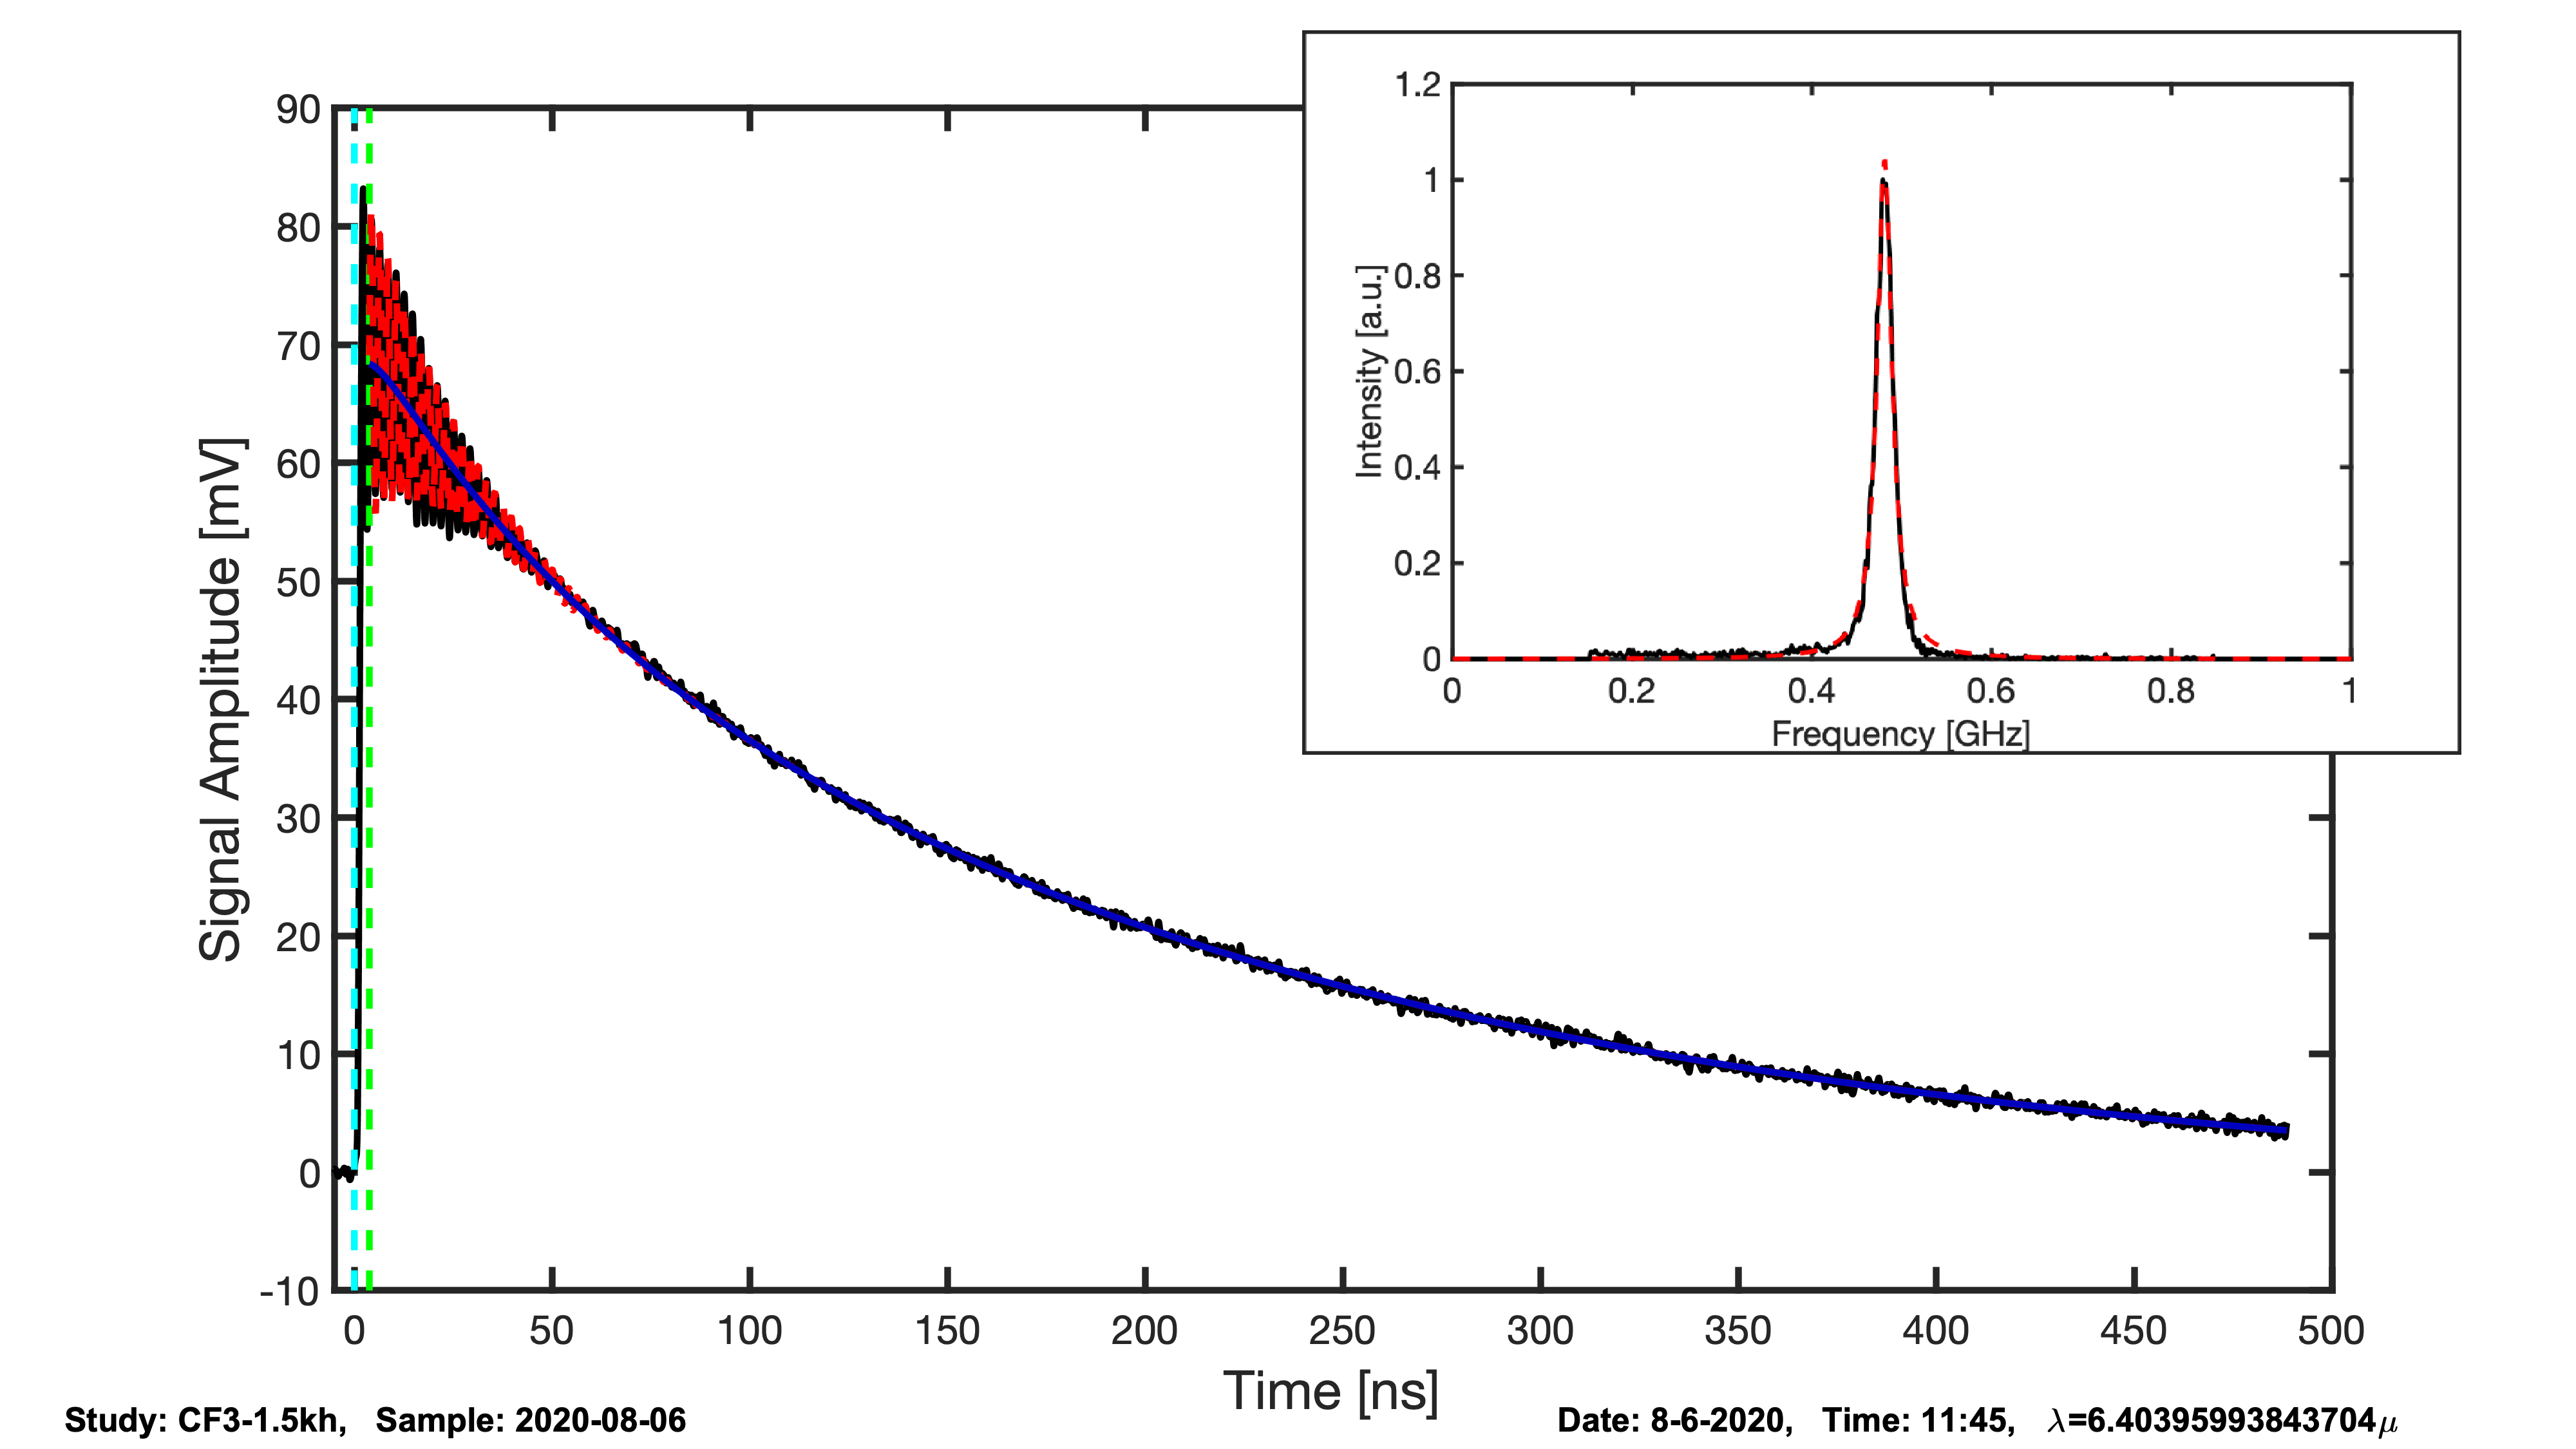 1.2
1
0.8
0.6
0.4
0.2
0
Intensity [a.u.]
0 0.2 0.4 0.6 0.8 1
Frequency [GHz]
90
80
70
60
50
40
30
20
10
0
-10
Signal Amplitude [mV]
0 50 100 150 200 250 300 350 400 450 500
Time [ns]
Study: CF3-1.5kh, Sample: 2020-08-06
Date: 8-6-2020, Time: 11:45, λ=6.40395993843704μ